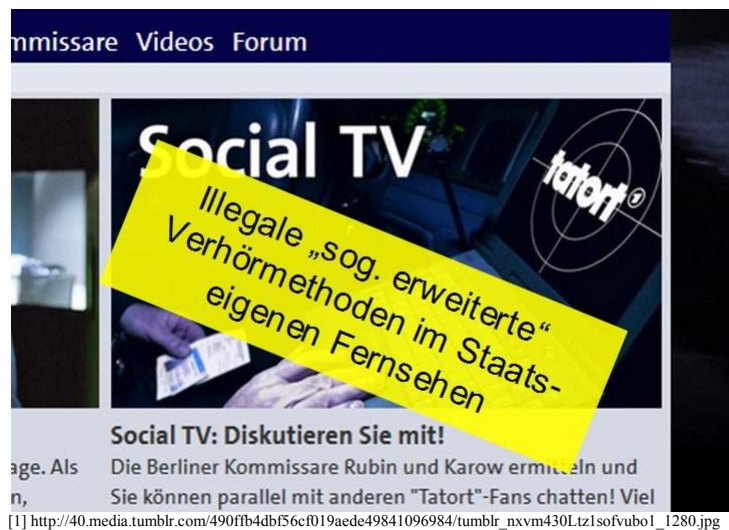 mmissare Videos Forum
Social TV
tatort
Illegale „sog. erweiterte“
Verhörmethoden im Staats-
eigenen Fernsehen
Social TV: Diskutieren Sie mit!
age. Als
Die Berliner Kommissare Rubin und Karow ermitteln und
n,
Sie können parallel mit anderen "Tatort"-Fans chatten! Viel
[1] http://40.media.tumblr.com/490ffb4dbf56cf019aede49841096984/tumblr_nxvm430Ltz1sofvubo1_1280.jpg